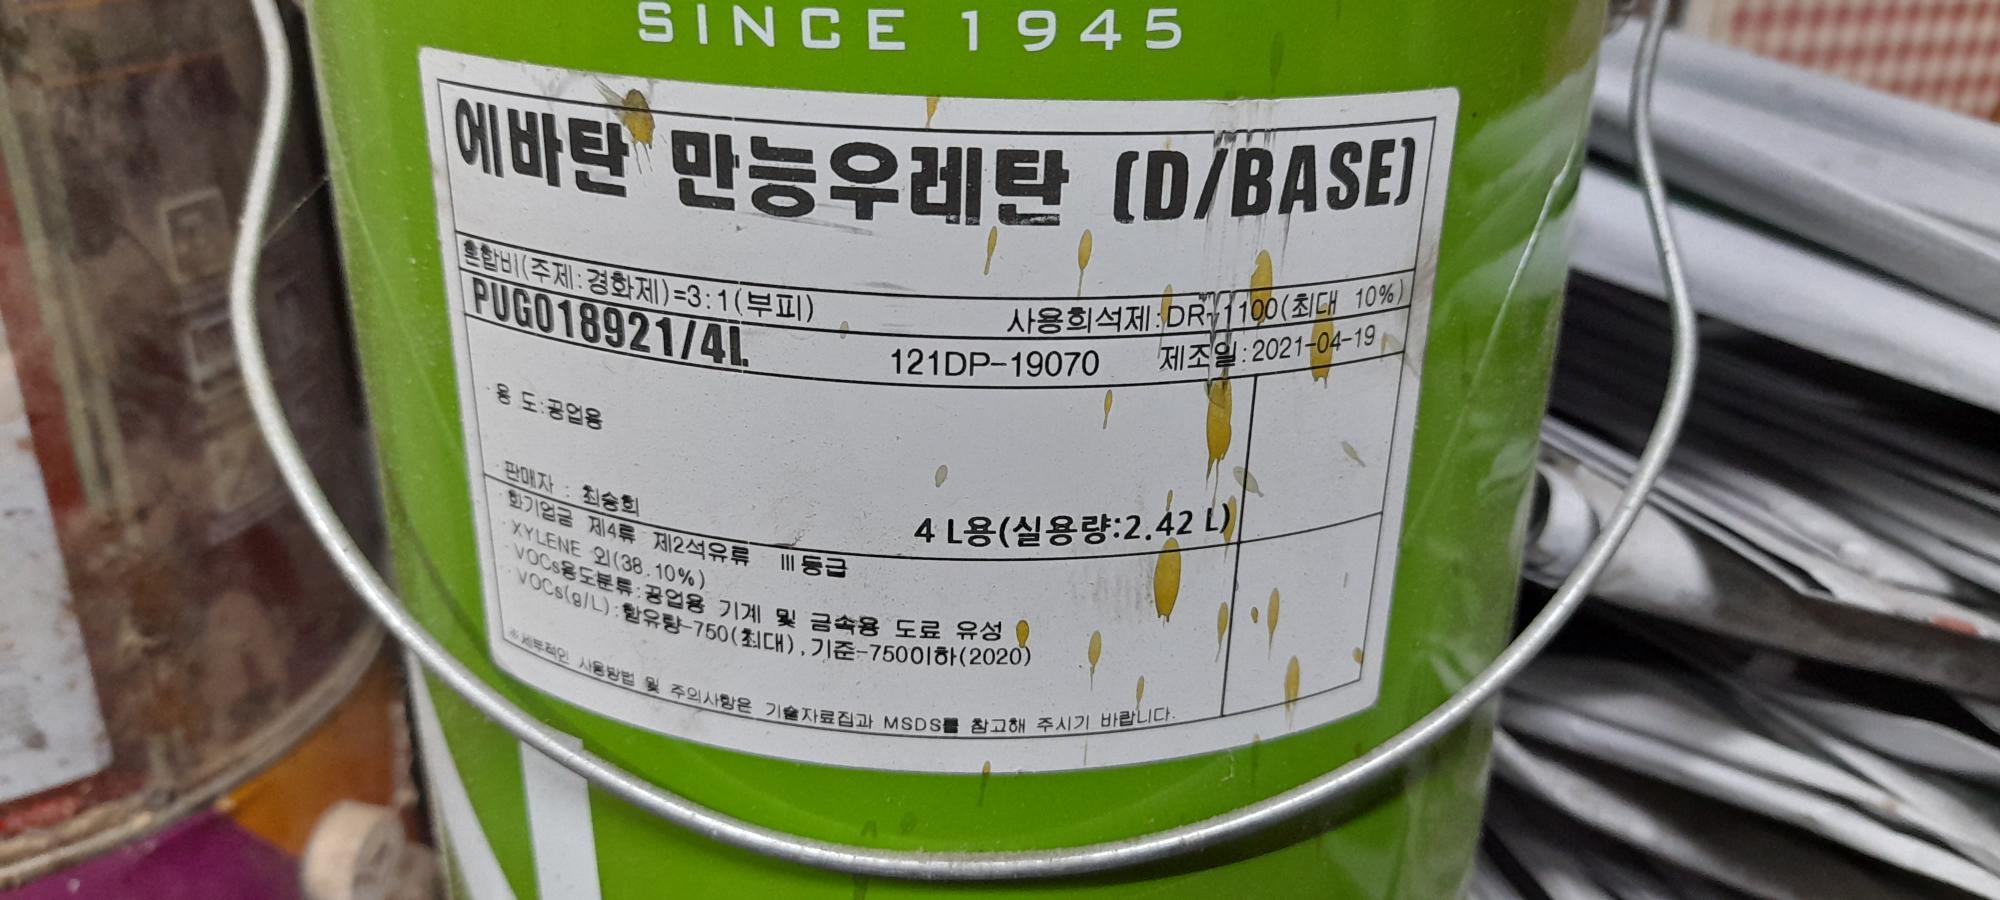 SINCE 1945
에바탄 만능우레탄 (D/BASE)
혼합비(주제:경화제)=3:1(부피) 사용희석제:DR-1100(최대 10%)
PUG018921/4L 121DP-19070 제조일:2021-04-19
용 도:공업용
판매자 : 최승희
4 L용(실용량:2.42 L)
화기엄금 제4류 제2석유류 III등급
XYLENE 외(38.10%)
VOCs용도분류:공업용 기계 및 금속용 도료 유성
VOCs(g/L):함유량-750(최대),기준-750이하(2020)
※세부적인 사용방법 및 주의사항은 기술자료집과 MSDS를 참고해 주시기 바랍니다.